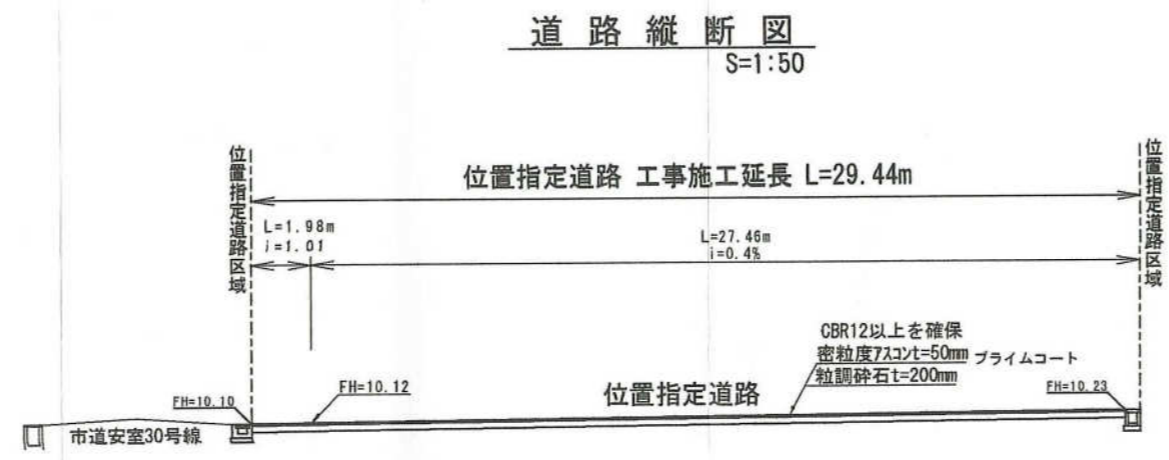 道路縦断図
S=1:50
位置指定道路区域
位置指定道路 工事施工延長 L=29.44m
位置指定道路区域
L=1.98m
i=1.01
L=27.46m
i=0.4%
CBR12以上を確保
密粒度アスコンt=50mm プライムコート
粒調砕石t=200mm
FH=10.10
FH=10.12
位置指定道路
FH=10.23
市道安室30号線